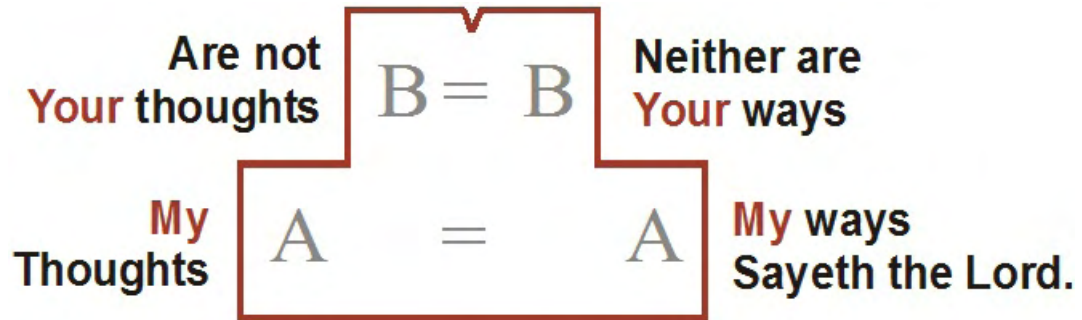 Are not
Your thoughts
B = B
Neither are
Your ways
My
Thoughts
A = A
My ways
Sayeth the Lord.